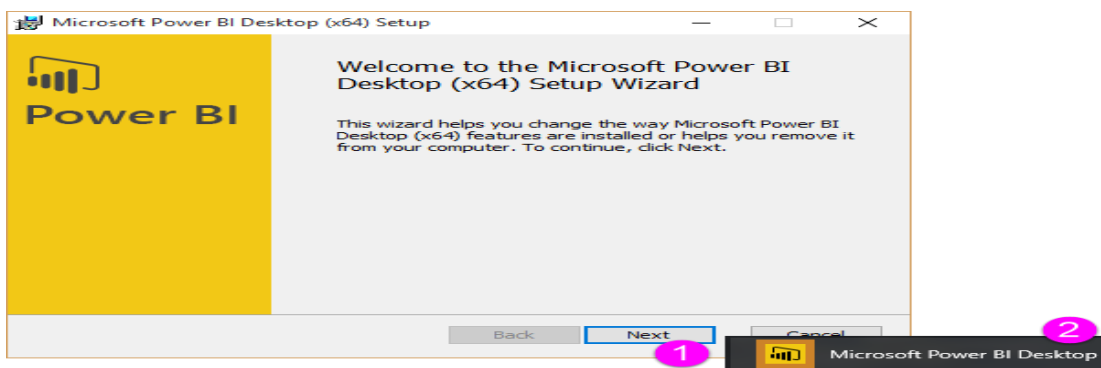 Microsoft Power BI Desktop (x64) Setup
Power BI
Welcome to the Microsoft Power BI
Desktop (x64) Setup Wizard
This wizard helps you change the way Microsoft Power BI
Desktop (x64) features are installed or helps you remove it
from your computer. To continue, click Next.
Back
Next
Cancel
1
2
Microsoft Power BI Desktop